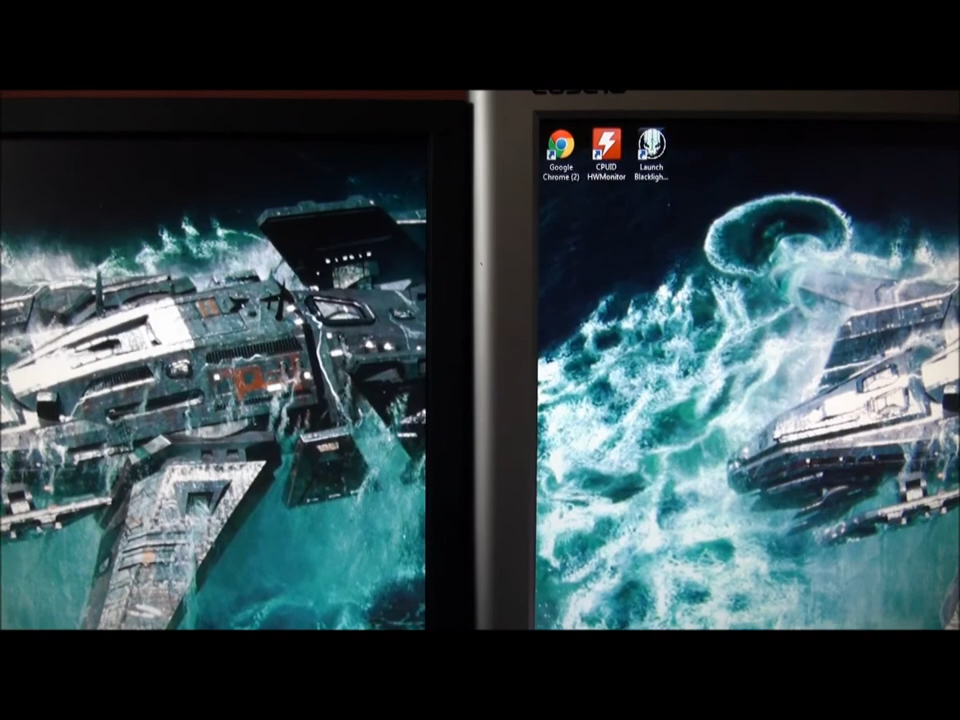 Google
Chrome (2)
CPUID
HWMonitor
Launch
Blackligh...